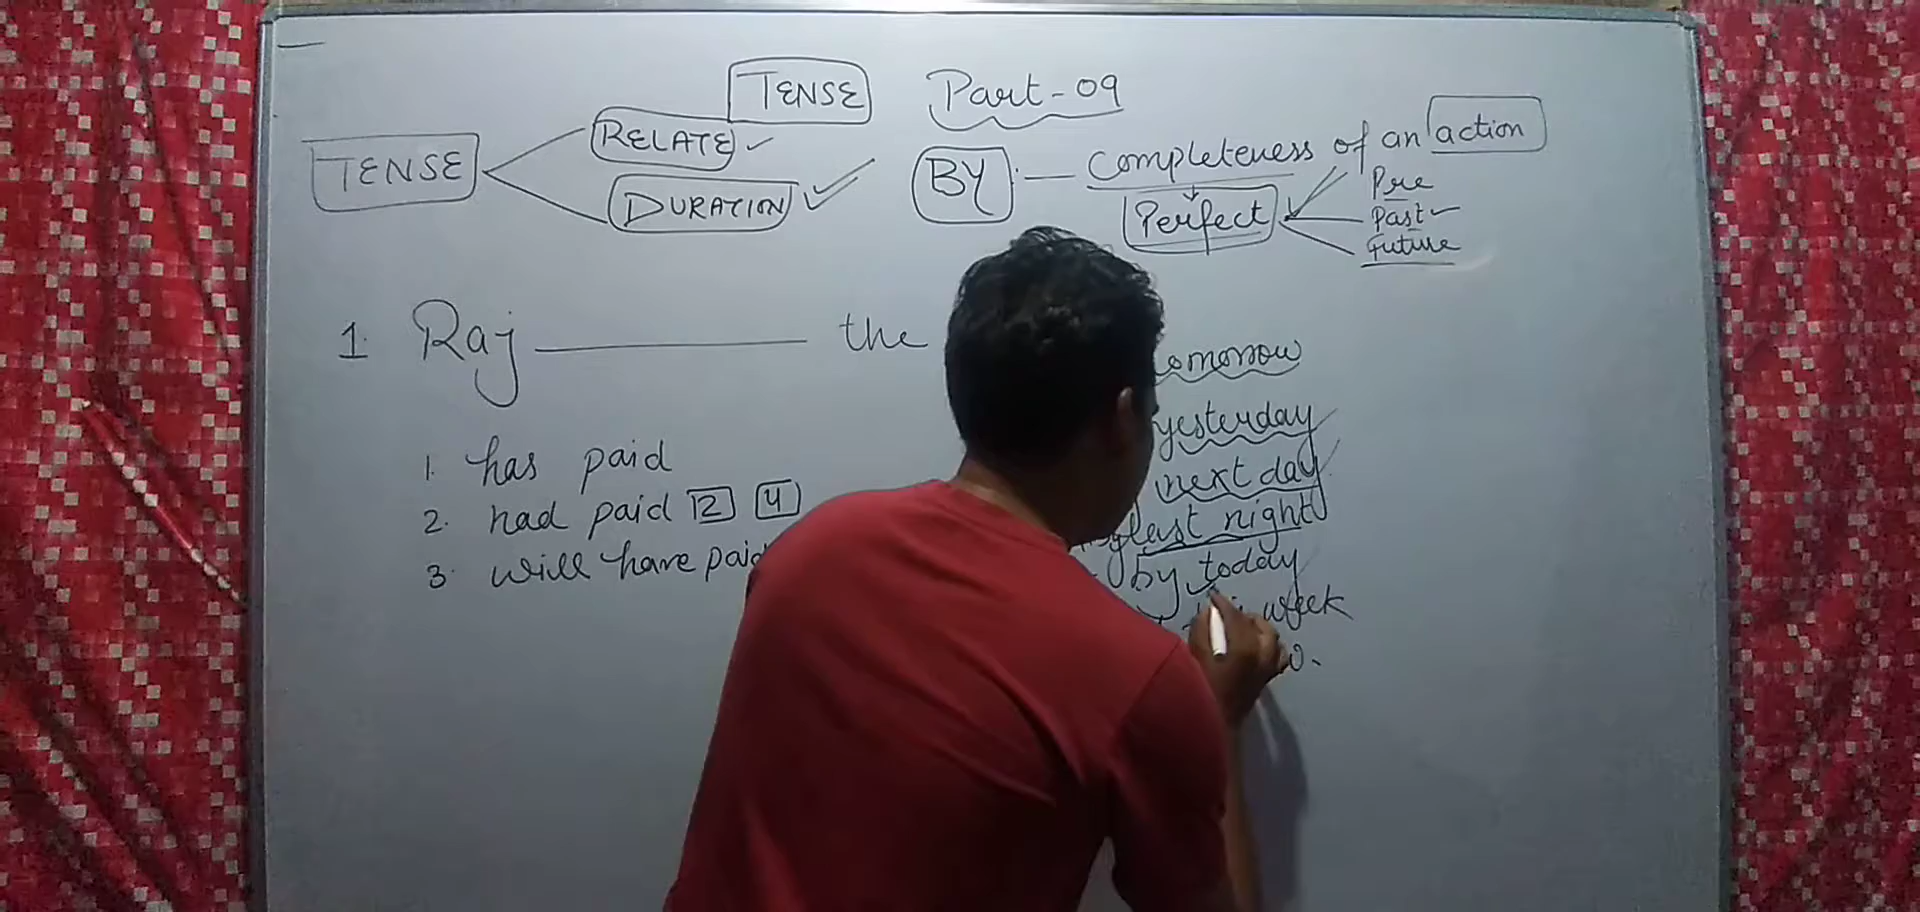 TENSE Part-09
TENSE RELATE DURATION
BY — Completeness of an action
Perfect
Pre
Past
Future
1. Raj __________ the
tomorrow
yesterday
next day
last night
by today
week
1. has paid
2. had paid 2 4
3. will have paid